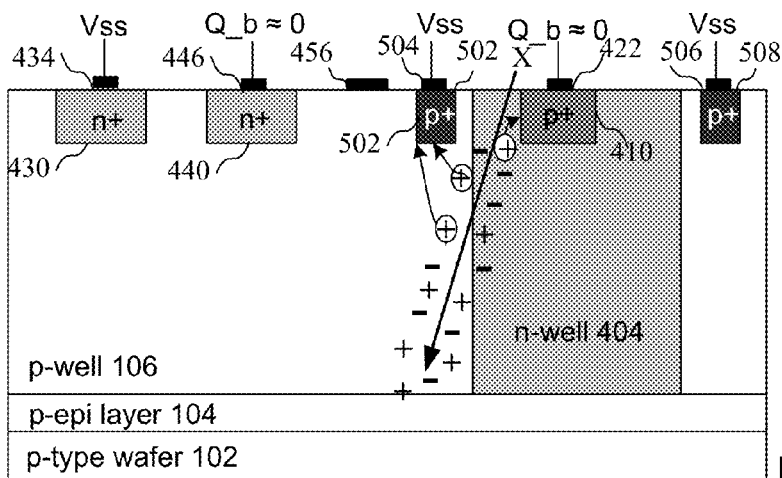 Vss Q_b ≈ 0 Vss Q_b ≈ 0 Vss
434 446 456 504 502 X 422 506 508
n+ n+ p+ p+ p+
430 440 502 410
n-well 404
p-well 106
p-epi layer 104
p-type wafer 102